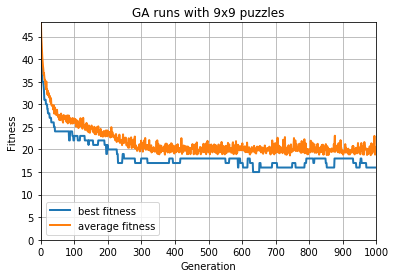 GA runs with 9x9 puzzles
Fitness
45
40
35
30
25
20
15
10
5
0
best fitness
average fitness
0 100 200 300 400 500 600 700 800 900 1000
Generation